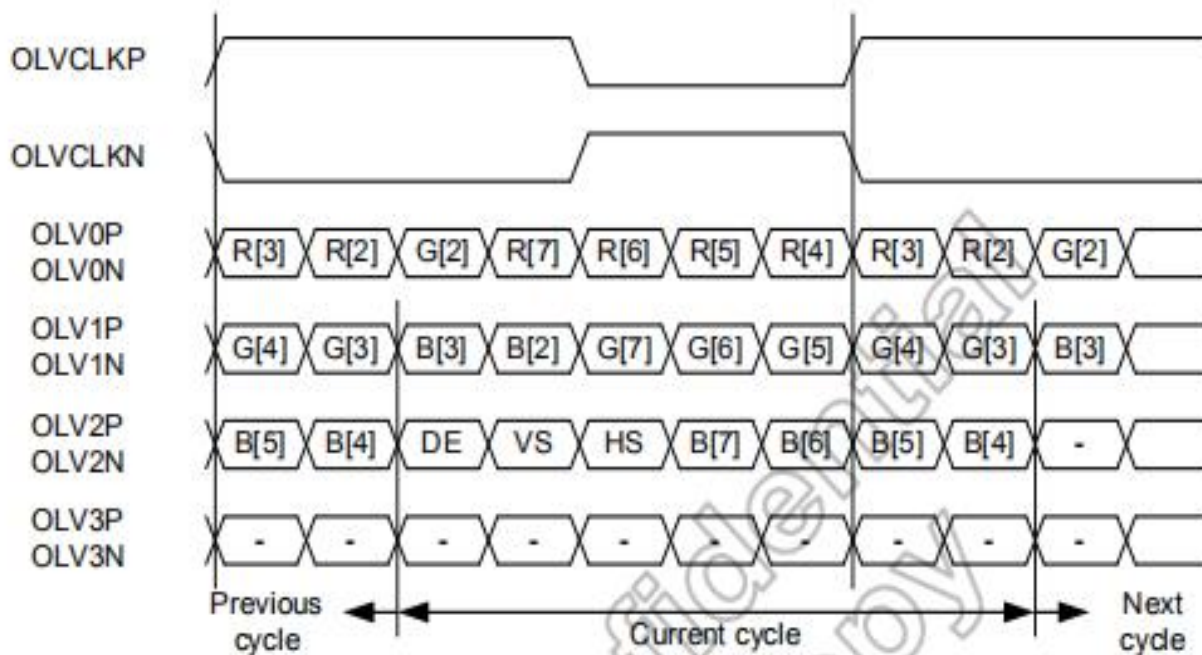 OLVCLKP
OLVCLKN
OLV0P
OLV0N
R[3] R[2] G[2] R[7] R[6] R[5] R[4] R[3] R[2] G[2]
OLV1P
OLV1N
G[4] G[3] B[3] B[2] G[7] G[6] G[5] G[4] G[3] B[3]
OLV2P
OLV2N
B[5] B[4] DE VS HS B[7] B[6] B[5] B[4] -
OLV3P
OLV3N
- - - - - - - - - -
Previous
cycle
Current cycle
Next
cycle